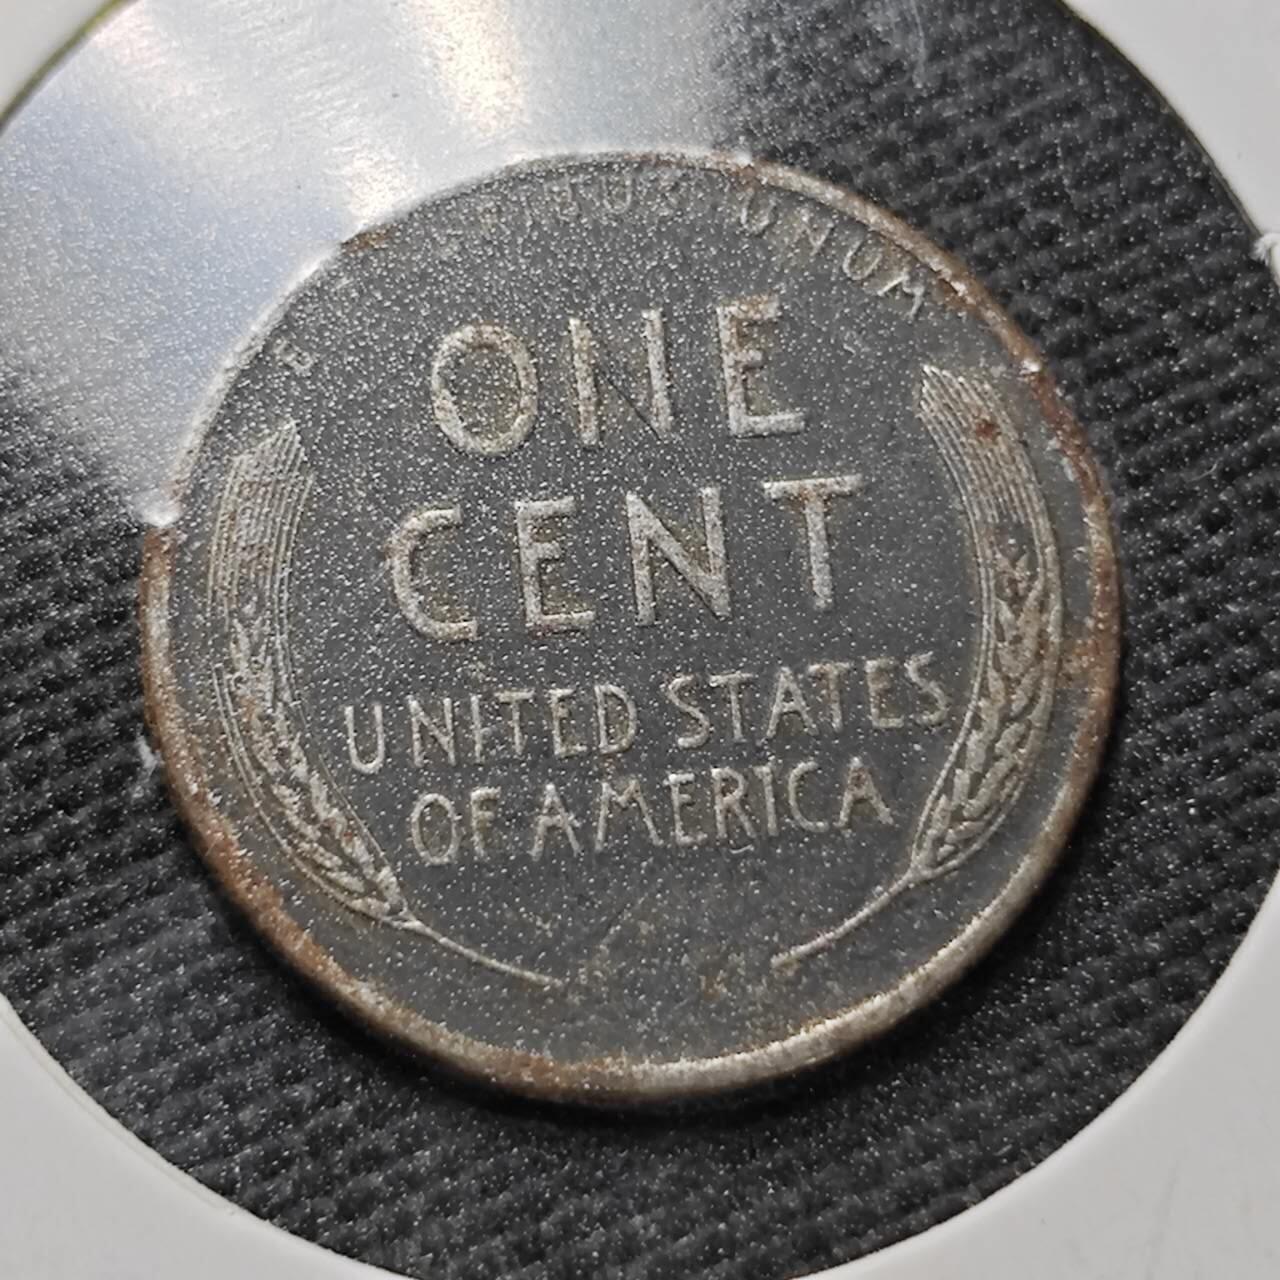 UNUM
ONE
CENT
UNITED STATES
OF AMERICA